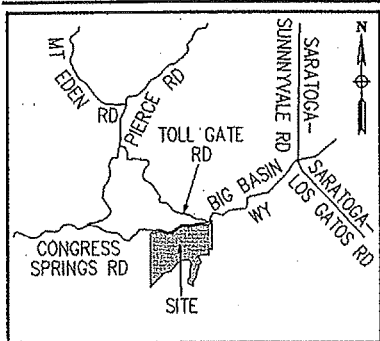 MT EDEN RD
PIERCE RD
SARATOGA-
SUNNNYVALE RD
N
TOLL GATE
RD
BIG BASIN
WY
SARATOGA-
LOS GATOS RD
CONGRESS
SPRINGS RD
SITE